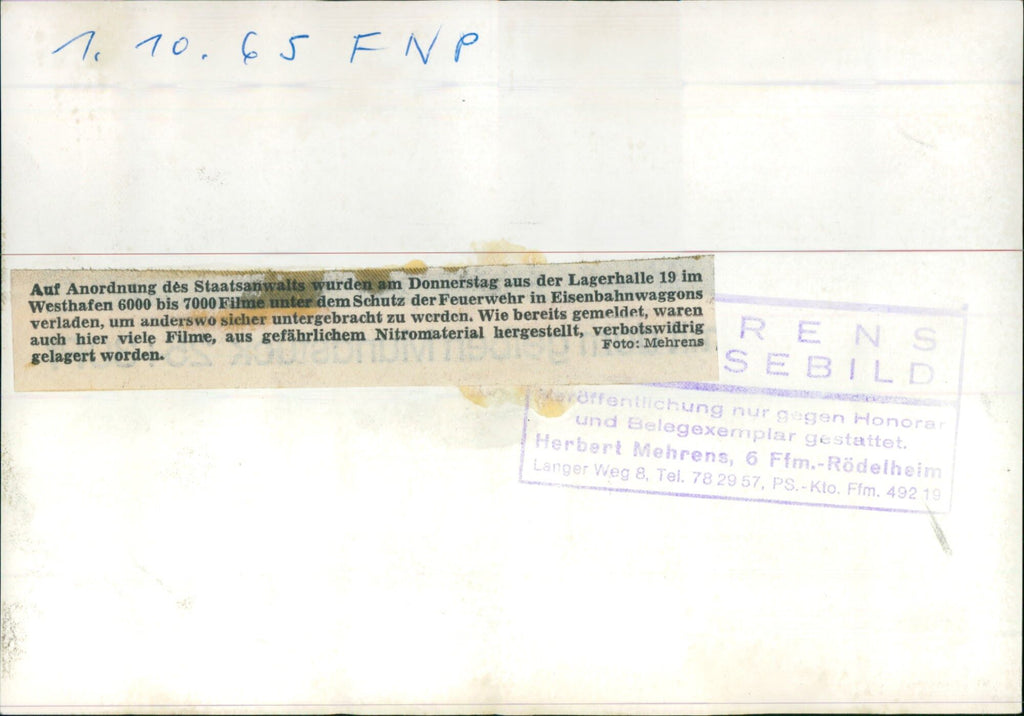 1. 10. 65 FNP
Auf Anordnung des Staatsanwalts wurden am Donnerstag aus der Lagerhalle 19 im
Westhafen 6000 bis 7000 Filme unter dem Schutz der Feuerwehr in Eisenbahnwaggons
verladen, um anderswo sicher untergebracht zu werden. Wie bereits gemeldet, waren
auch hier viele Filme, aus gefährlichem Nitromaterial hergestellt, verbotswidrig
gelagert worden. Foto: Mehrens
RENS
SEBILD
Veröffentlichung nur gegen Honorar
und Belegexemplar gestattet.
Herbert Mehrens, 6 Ffm.-Rödelheim
Langer Weg 8, Tel. 78 29 57, PS.-Kto. Ffm. 492 19